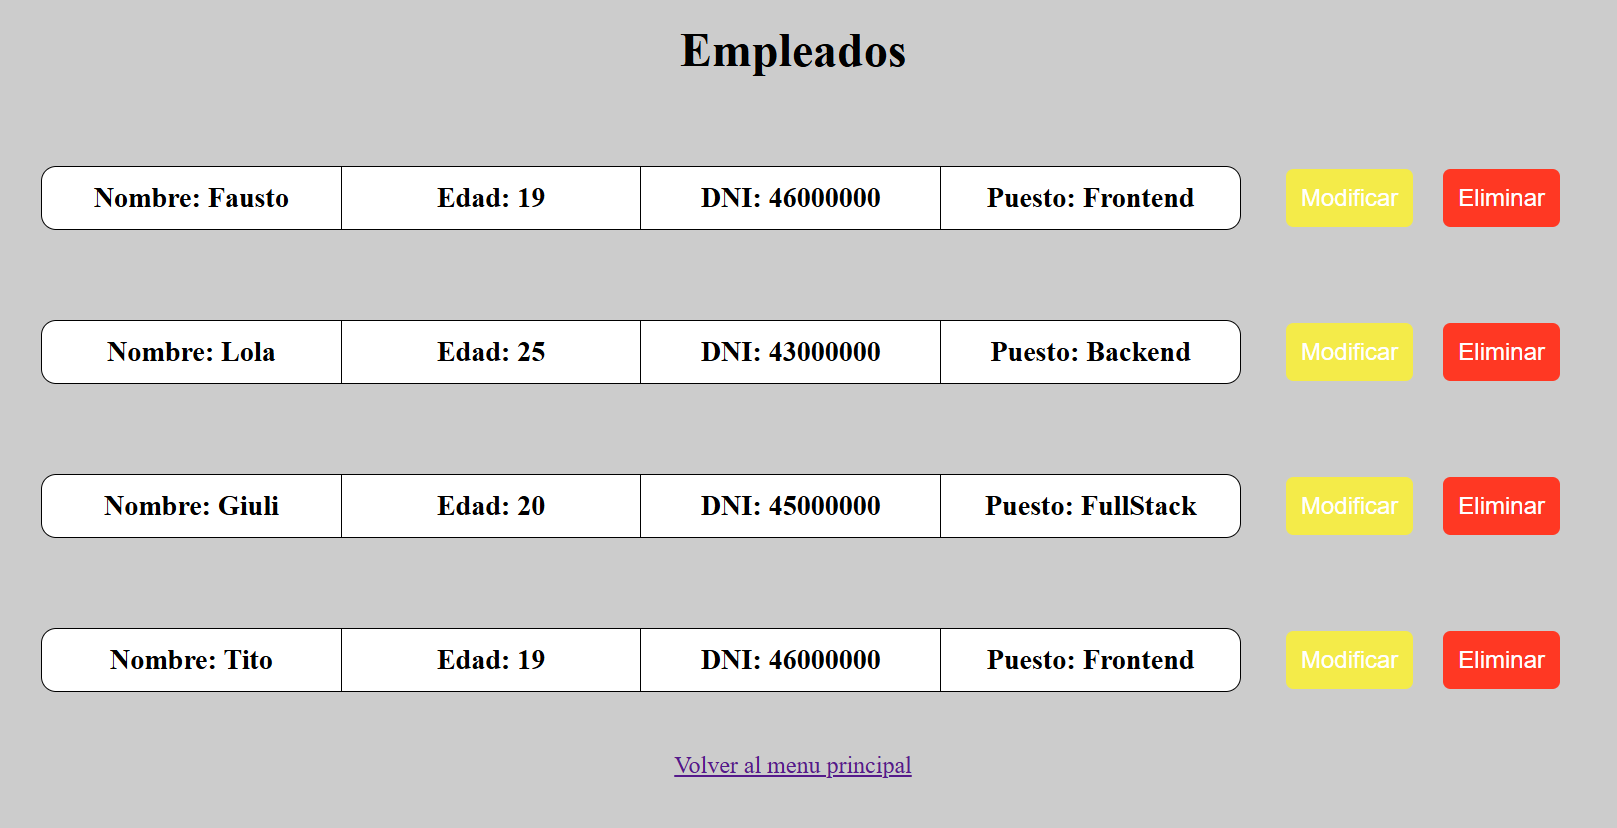 Empleados
Nombre: Fausto Edad: 19 DNI: 46000000 Puesto: Frontend Modificar Eliminar
Nombre: Lola Edad: 25 DNI: 43000000 Puesto: Backend Modificar Eliminar
Nombre: Giuli Edad: 20 DNI: 45000000 Puesto: FullStack Modificar Eliminar
Nombre: Tito Edad: 19 DNI: 46000000 Puesto: Frontend Modificar Eliminar
Volver al menu principal